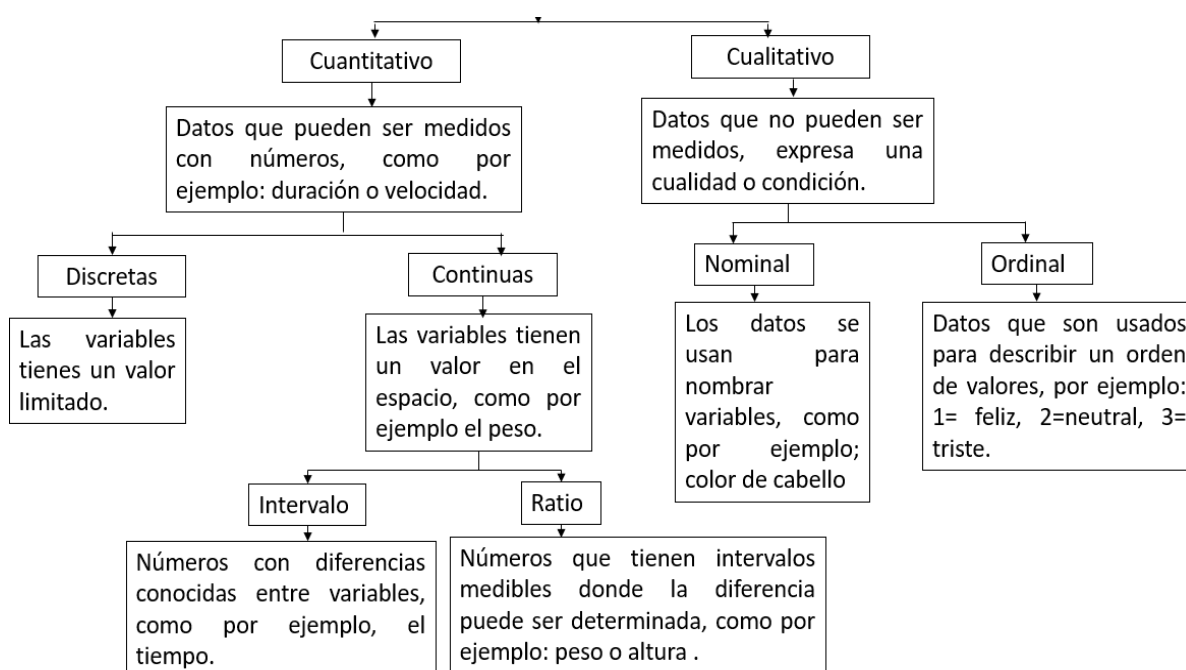 Cuantitativo
Cualitativo
Datos que pueden ser medidos
con números, como por
ejemplo: duración o velocidad.
Datos que no pueden ser
medidos, expresa una
cualidad o condición.
Discretas
Continuas
Nominal
Ordinal
Las variables
tienes un valor
limitado.
Las variables tienen
un valor en el
espacio, como por
ejemplo el peso.
Los datos se
usan para
nombrar
variables, como
por ejemplo;
color de cabello
Datos que son usados
para describir un orden
de valores, por ejemplo:
1= feliz, 2=neutral, 3=
triste.
Intervalo
Ratio
Números con diferencias
conocidas entre variables,
como por ejemplo, el
tiempo.
Números que tienen intervalos
medibles donde la diferencia
puede ser determinada, como por
ejemplo: peso o altura .